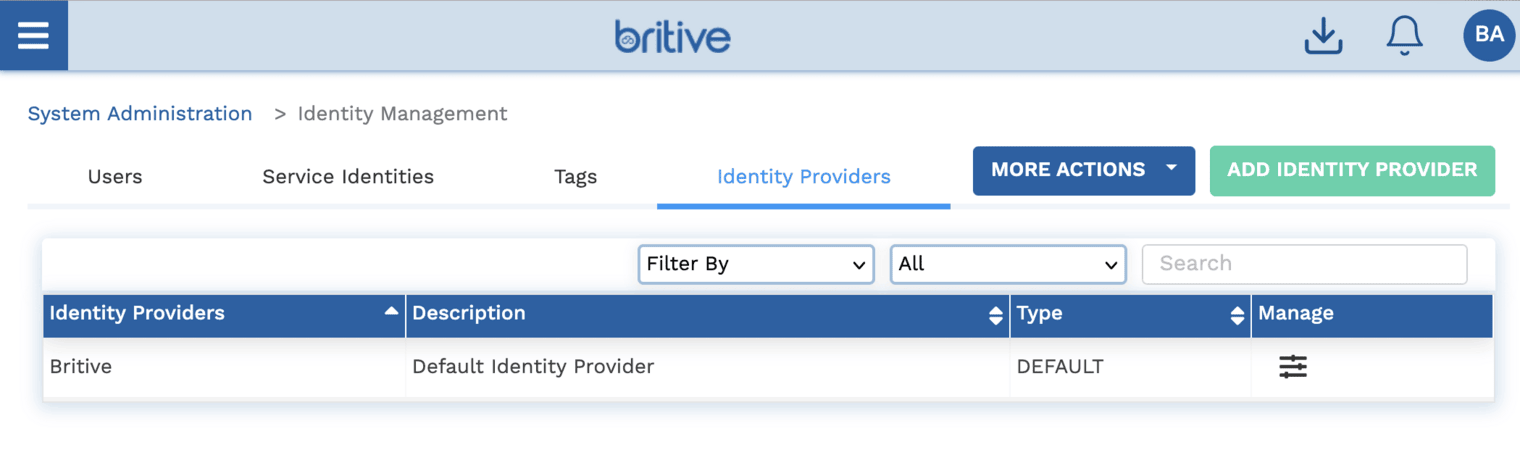 britive
BA
System Administration > Identity Management
Users Service Identities Tags Identity Providers MORE ACTIONS ADD IDENTITY PROVIDER
Filter By All Search
Identity Providers Description Type Manage
Britive Default Identity Provider DEFAULT